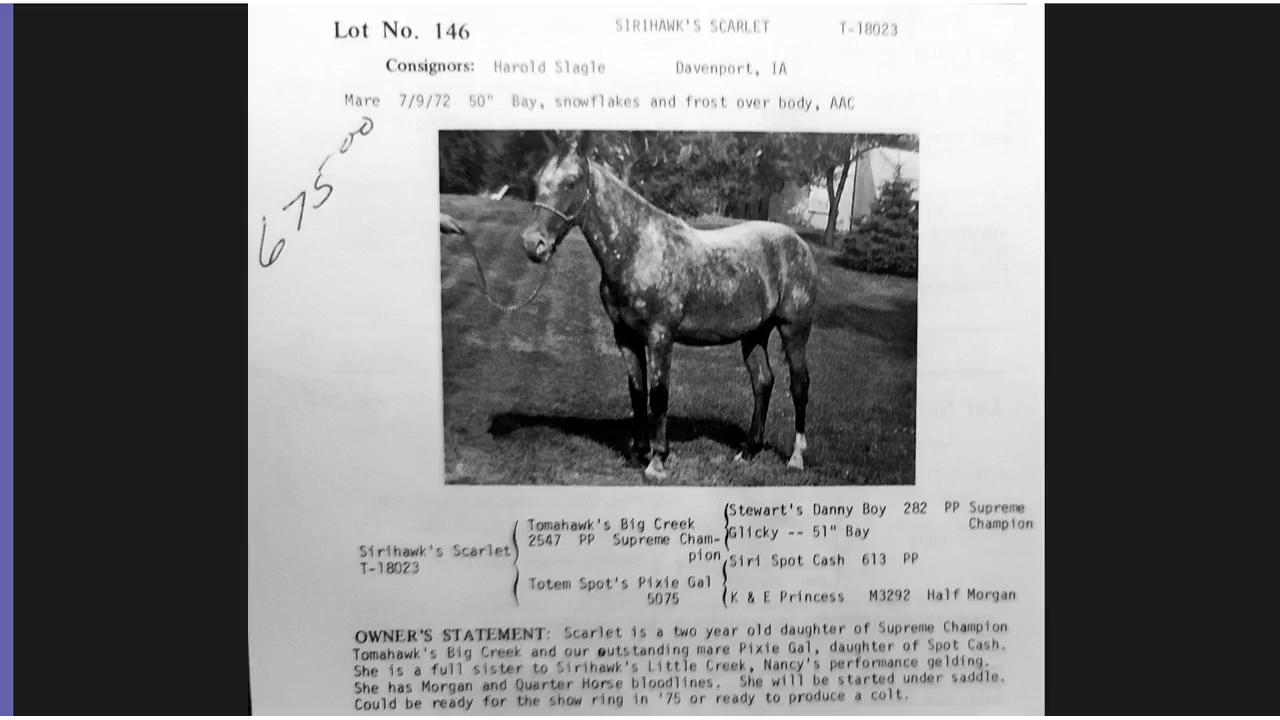 Lot No. 146 SIRIHAWK'S SCARLET T-18023
Consignors: Harold Slagle Davenport, IA
Mare 7/9/72 50" Bay, snowflakes and frost over body, AAC
675-00
Stewart's Danny Boy 282 PP Supreme Champion
Tomahawk's Big Creek
2547 PP Supreme Champion
Glicky -- 51" Bay
Sirihawk's Scarlet
T-18023
Siri Spot Cash 613 PP
Totem Spot's Pixie Gal
5075
K & E Princess M3292 Half Morgan
OWNER'S STATEMENT: Scarlet is a two year old daughter of Supreme Champion
Tomahawk's Big Creek and our outstanding mare Pixie Gal, daughter of Spot Cash.
She is a full sister to Sirihawk's Little Creek, Nancy's performance gelding.
She has Morgan and Quarter Horse bloodlines. She will be started under saddle.
Could be ready for the show ring in '75 or ready to produce a colt.